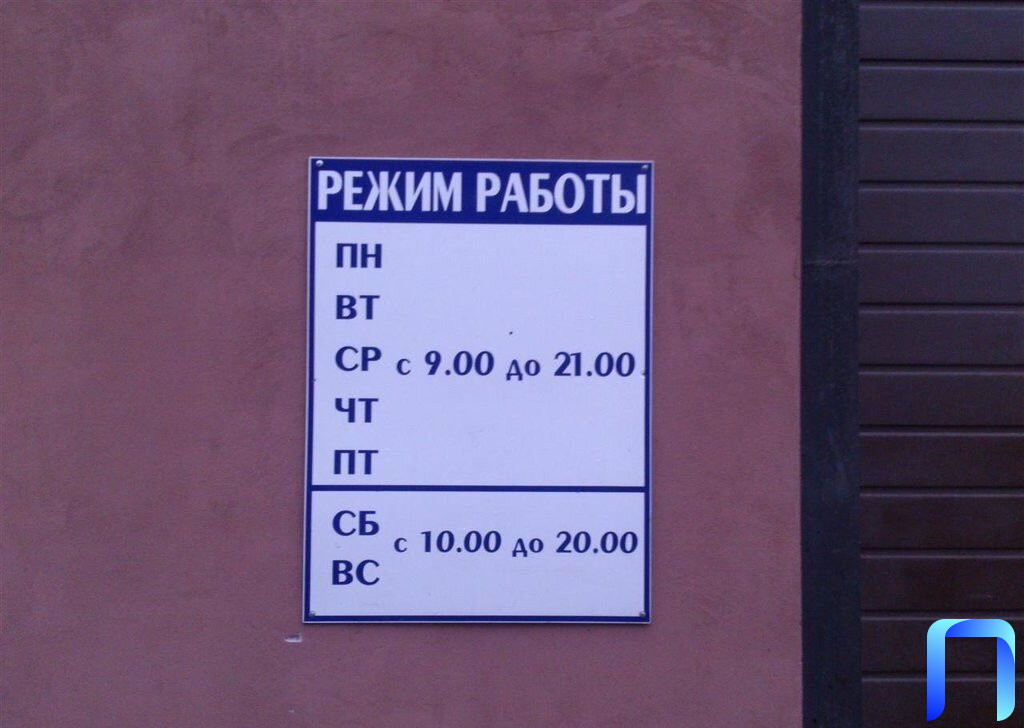 РЕЖИМ РАБОТЫ
ПН
ВТ
СР с 9.00 до 21.00
ЧТ
ПТ
СБ
с 10.00 до 20.00
ВС